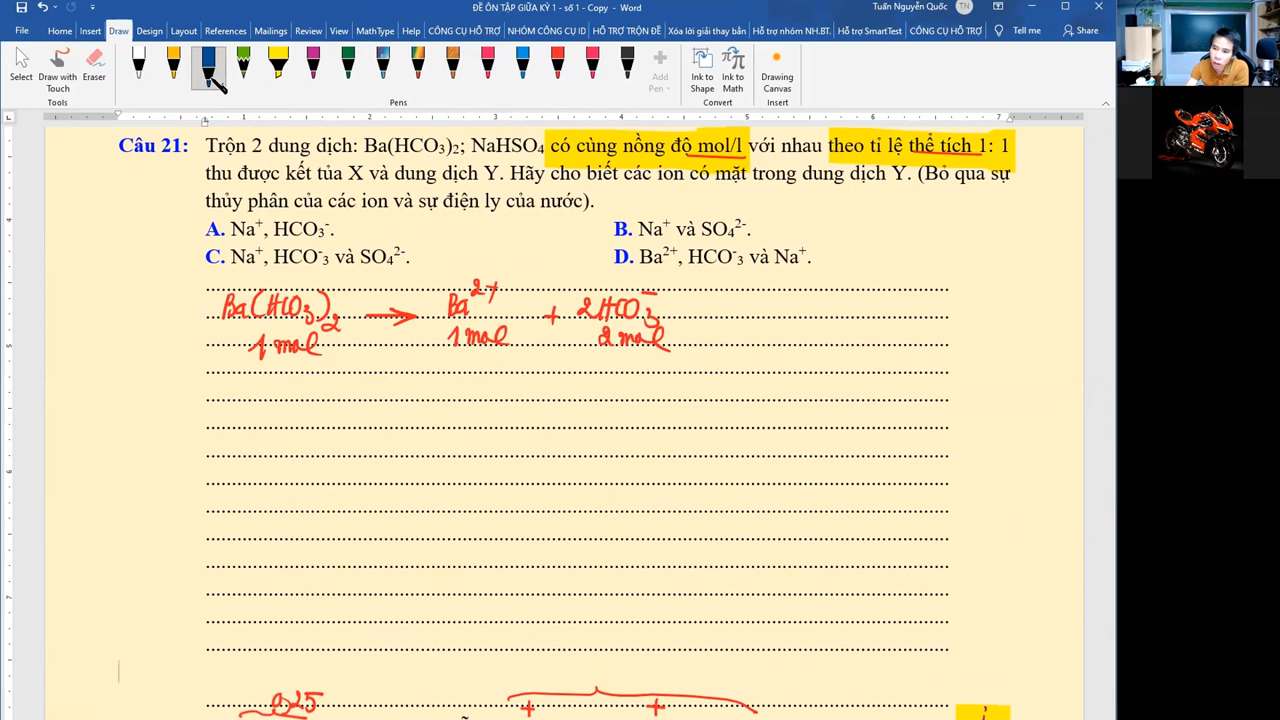 ĐỀ ÔN TẬP GIỮA KỲ 1 - số 1 - Copy - Word
Tuấn Nguyễn Quốc TN
File Home Insert Draw Design Layout References Mailings Review View MathType Help CÔNG CỤ HỖ TRỢ NHÓM CÔNG CỤ ID HỖ TRỢ TRỘN ĐỀ Xóa lời giải thay bản Hỗ trợ nhóm NH.BT. Hỗ trợ SmartTest CÔNG CỤ HỖ TRỢ Tell me Share
Select Draw with Touch Eraser Add Pen Ink to Shape Ink to Math Drawing Canvas
Tools Pens Convert Insert
Câu 21: Trộn 2 dung dịch: Ba(HCO₃)₂; NaHSO₄ có cùng nồng độ mol/l với nhau theo tỉ lệ thể tích 1: 1
thu được kết tủa X và dung dịch Y. Hãy cho biết các ion có mặt trong dung dịch Y. (Bỏ qua sự
thủy phân của các ion và sự điện ly của nước).
A. Na⁺, HCO₃⁻. B. Na⁺ và SO₄²⁻.
C. Na⁺, HCO⁻₃ và SO₄²⁻. D. Ba²⁺, HCO⁻₃ và Na⁺.
Ba(HCO₃)₂ → Ba²⁺ + 2HCO₃⁻
1 mol 1 mol 2 mol
0,25
+ +